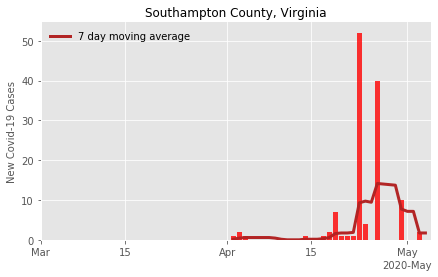 Southampton County, Virginia
7 day moving average
New Covid-19 Cases
50
40
30
20
10
0
Mar
15
Apr
15
May
2020-May